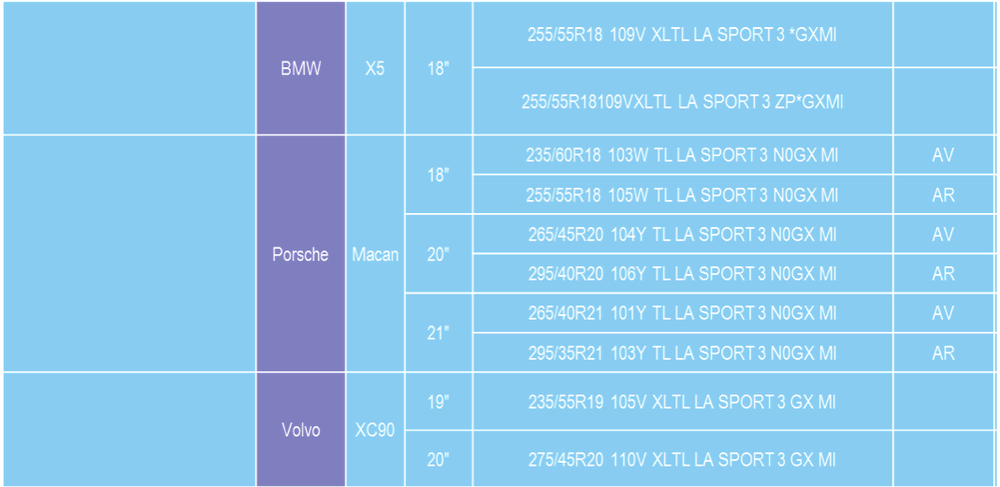 BMW X5 18" 255/55R18 109V XLTL LA SPORT 3 *GXMI
255/55R18109VXLTL LA SPORT 3 ZP*GXMI
Porsche Macan 18" 235/60R18 103W TL LA SPORT 3 N0GX MI AV
255/55R18 105W TL LA SPORT 3 N0GX MI AR
20" 265/45R20 104Y TL LA SPORT 3 N0GX MI AV
295/40R20 106Y TL LA SPORT 3 N0GX MI AR
21" 265/40R21 101Y TL LA SPORT 3 N0GX MI AV
295/35R21 103Y TL LA SPORT 3 N0GX MI AR
Volvo XC90 19" 235/55R19 105V XLTL LA SPORT 3 GX MI
20" 275/45R20 110V XLTL LA SPORT 3 GX MI